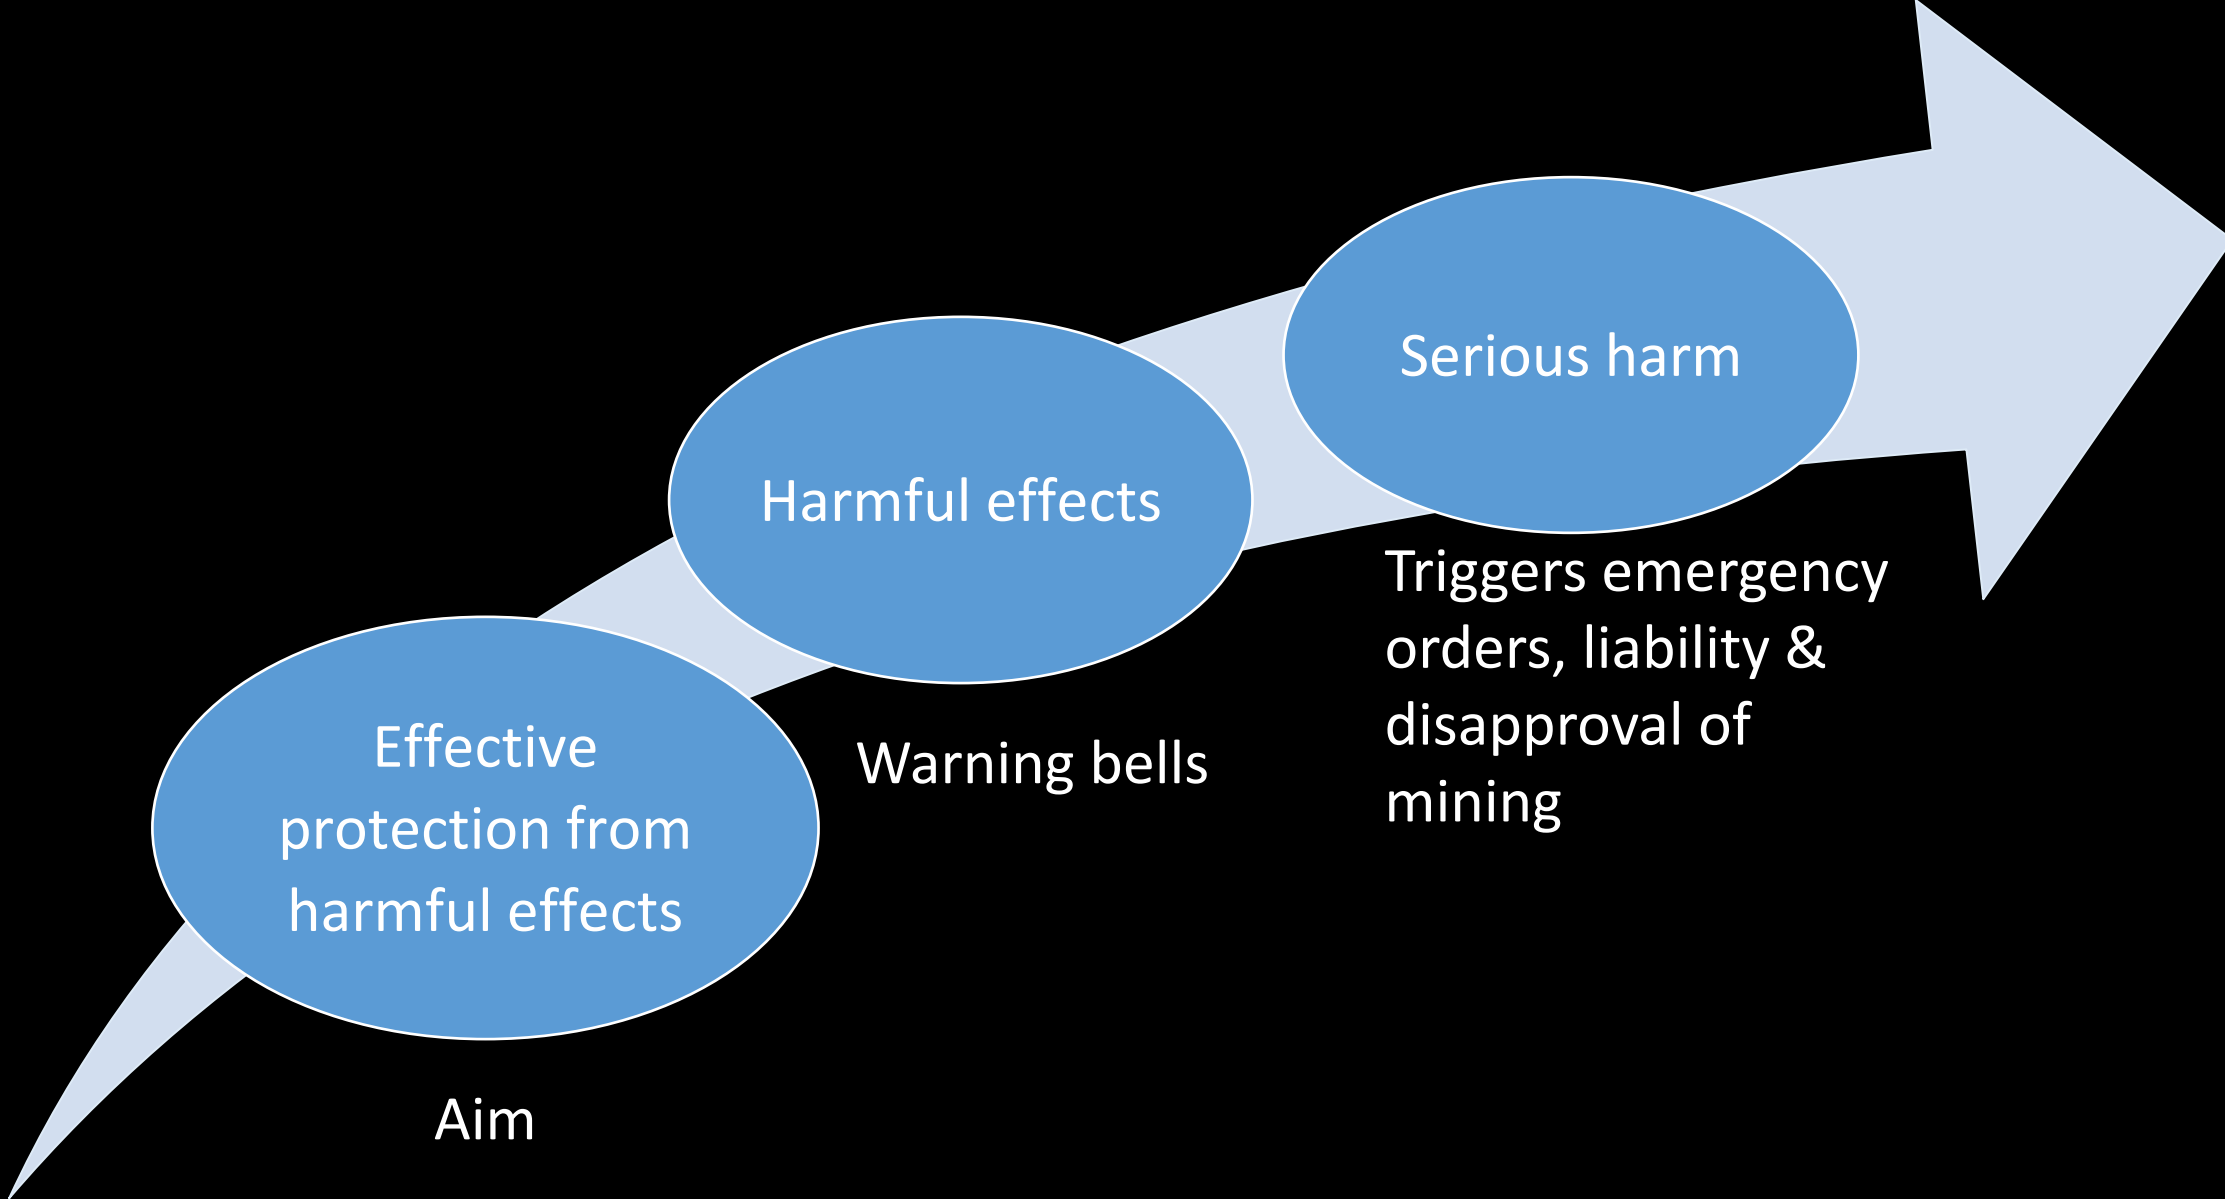 Effective
protection from
harmful effects
Aim
Harmful effects
Warning bells
Serious harm
Triggers emergency
orders, liability &
disapproval of
mining